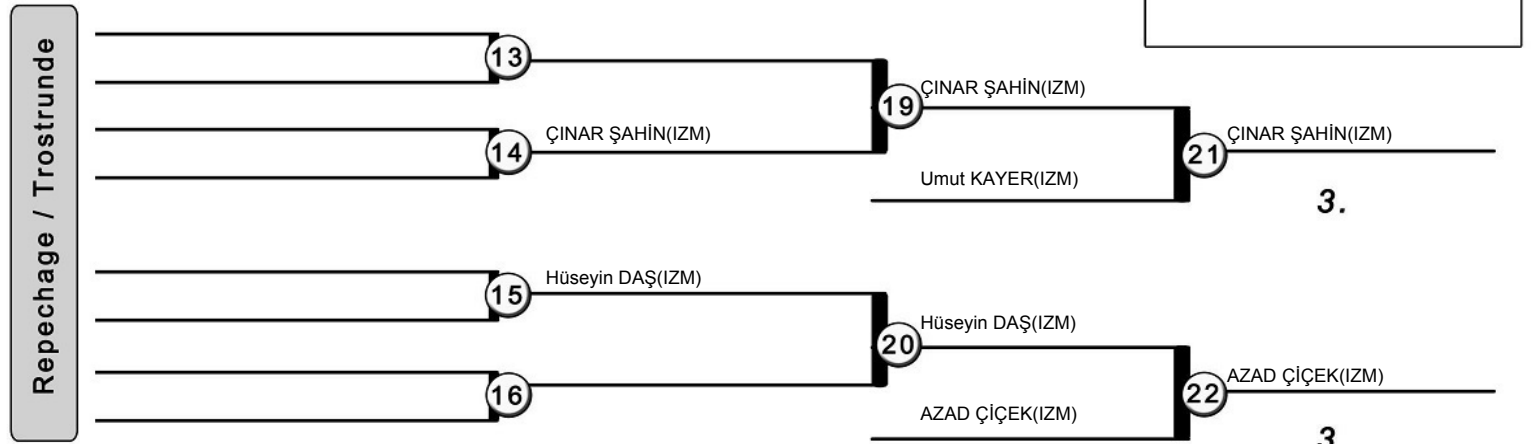 Repechage / Trostrunde
13
19
ÇINAR ŞAHİN(IZM)
14
ÇINAR ŞAHİN(IZM)
21
ÇINAR ŞAHİN(IZM)
Umut KAYER(IZM)
3.
15
Hüseyin DAŞ(IZM)
20
Hüseyin DAŞ(IZM)
16
22
AZAD ÇİÇEK(IZM)
AZAD ÇİÇEK(IZM)
3